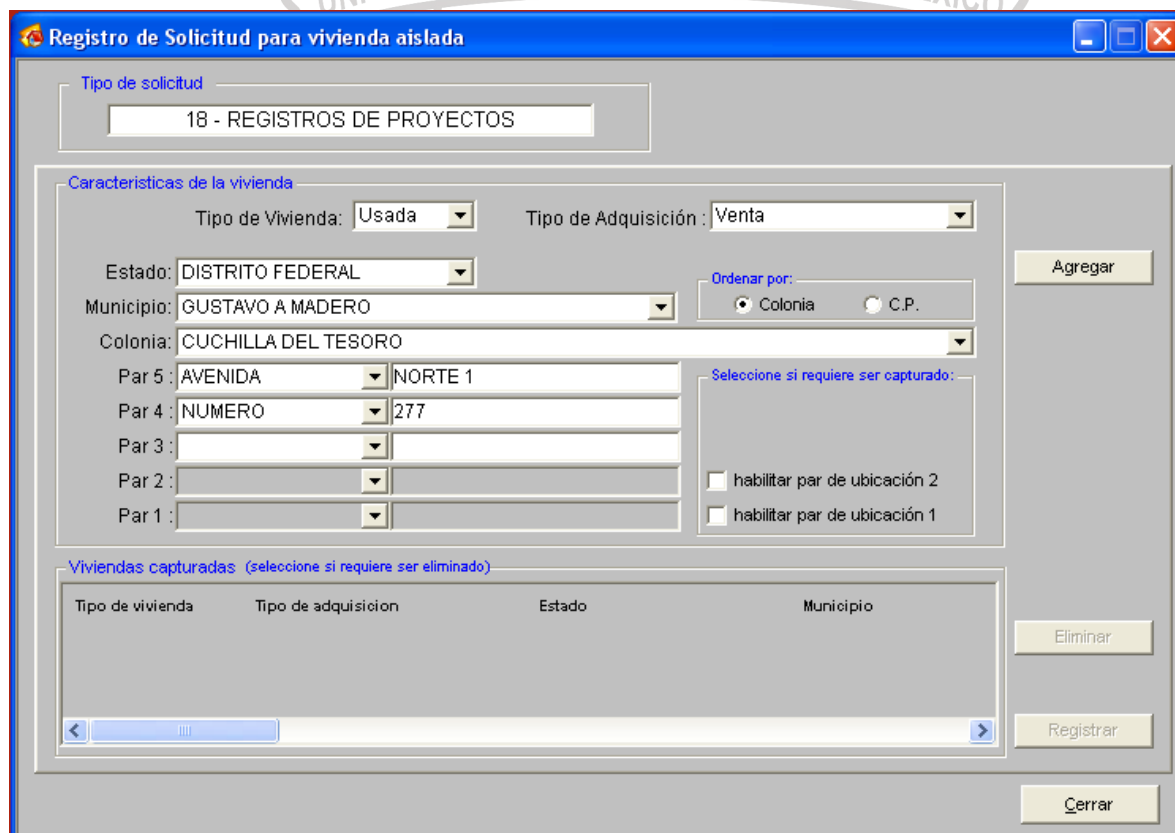 Registro de Solicitud para vivienda aislada
Tipo de solicitud
18 - REGISTROS DE PROYECTOS
Caracteristicas de la vivienda
Tipo de Vivienda: Usada Tipo de Adquisición : Venta
Agregar
Estado: DISTRITO FEDERAL
Ordenar por:
Municipio: GUSTAVO A MADERO
Colonia C.P.
Colonia: CUCHILLA DEL TESORO
Par 5 : AVENIDA NORTE 1
Seleccione si requiere ser capturado:
Par 4 : NUMERO 277
Par 3 :
Par 2 : habilitar par de ubicación 2
Par 1 : habilitar par de ubicación 1
Viviendas capturadas (seleccione si requiere ser eliminado)
Tipo de vivienda Tipo de adquisicion Estado Municipio
Eliminar
Registrar
Cerrar